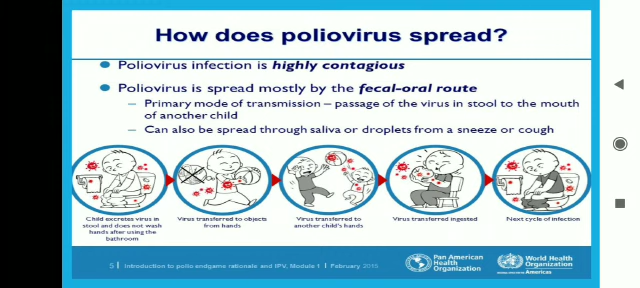 How does poliovirus spread?
• Poliovirus infection is highly contagious
• Poliovirus is spread mostly by the fecal-oral route
– Primary mode of transmission – passage of the virus in stool to the mouth
of another child
– Can also be spread through saliva or droplets from a sneeze or cough
Child excretes virus in
stool and does not wash
hands after using the
bathroom
Virus transferred to objects
from hands
Virus transferred to
another child's hands
Virus transferred ingested
Next cycle of infection
5 | Introduction to polio endgame rationale and IPV, Module 1 | February 2015
Pan American
Health
Organization
World Health
Organization
Americas